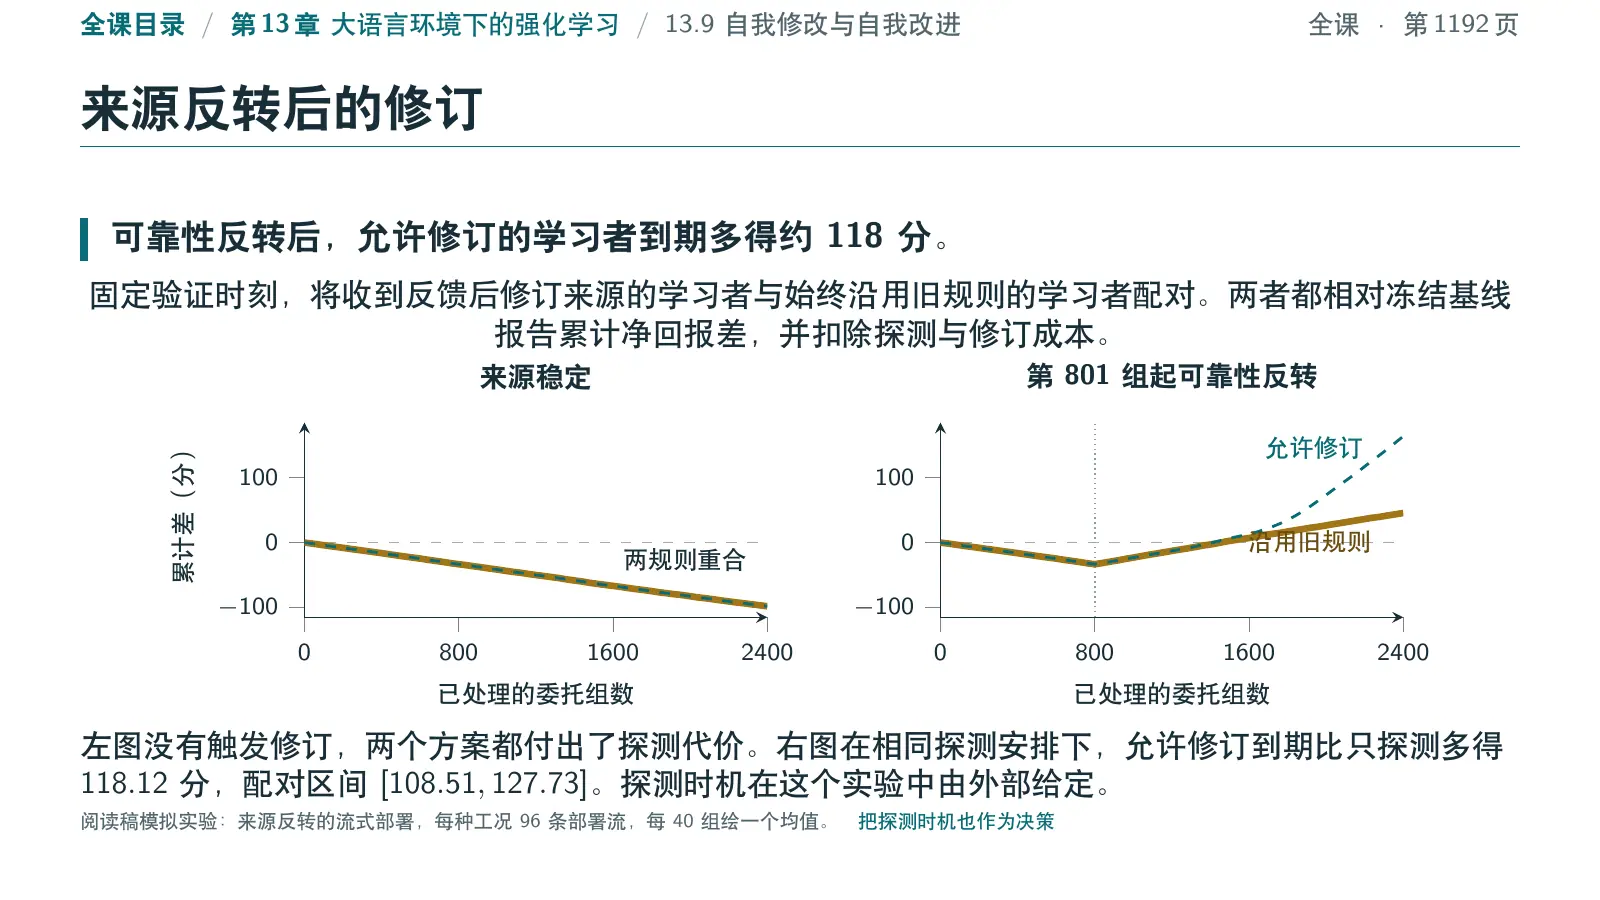 全课目录 / 第13章 大语言环境下的强化学习 / 13.9 自我修改与自我改进
全课 · 第1192页
来源反转后的修订
可靠性反转后，允许修订的学习者到期多得约 118 分。
固定验证时刻，将收到反馈后修订来源的学习者与始终沿用旧规则的学习者配对。两者都相对冻结基线
报告累计净回报差，并扣除探测与修订成本。
来源稳定
累计差（分）
100
0
−100
两规则重合
0 800 1600 2400
已处理的委托组数
第 801 组起可靠性反转
100
0
−100
允许修订
沿用旧规则
0 800 1600 2400
已处理的委托组数
左图没有触发修订，两个方案都付出了探测代价。右图在相同探测安排下，允许修订到期比只探测多得
118.12 分，配对区间 [108.51, 127.73]。探测时机在这个实验中由外部给定。
阅读稿模拟实验：来源反转的流式部署，每种工况 96 条部署流，每 40 组绘一个均值。 把探测时机也作为决策